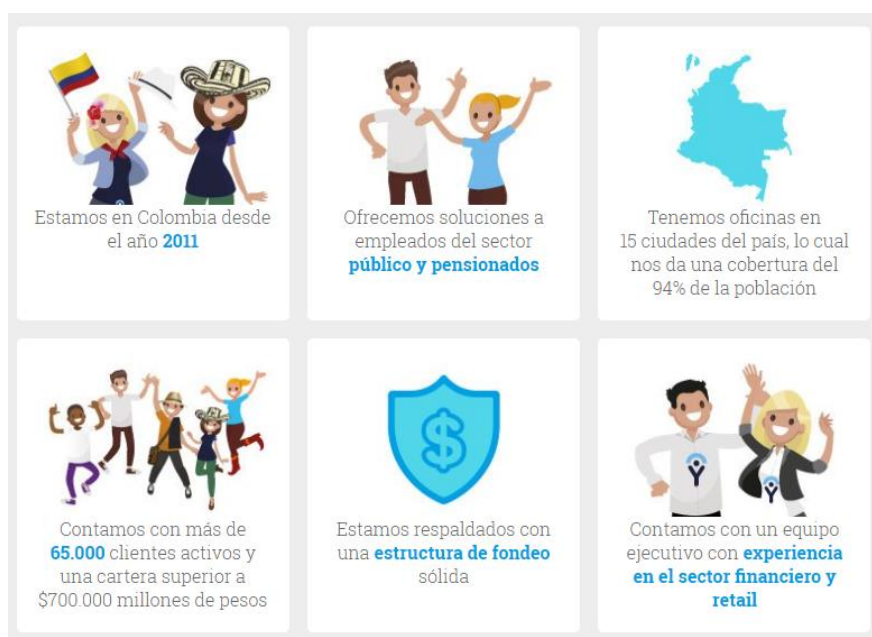 Estamos en Colombia desde
el año 2011
Ofrecemos soluciones a
empleados del sector
público y pensionados
Tenemos oficinas en
15 ciudades del país, lo cual
nos da una cobertura del
94% de la población
Contamos con más de
65.000 clientes activos y
una cartera superior a
$700.000 millones de pesos
Estamos respaldados con
una estructura de fondeo
sólida
Contamos con un equipo
ejecutivo con experiencia
en el sector financiero y
retail